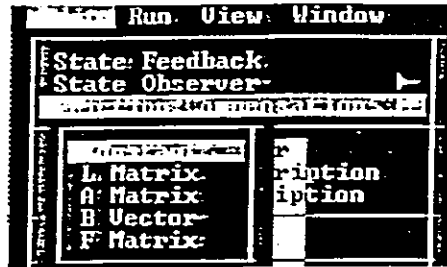 Run View Window
State Feedback
State Observer
L Matrix
A Matrix
B Vector
F Matrix
r
ription
iption